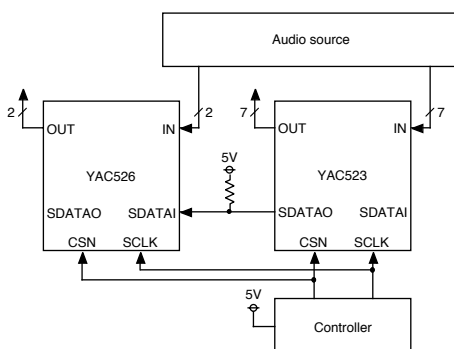 Audio source
2
2
7
7
OUT
IN
OUT
IN
5V
YAC526
YAC523
SDATAO
SDATAI
SDATAO
SDATAI
CSN
SCLK
CSN
SCLK
5V
Controller